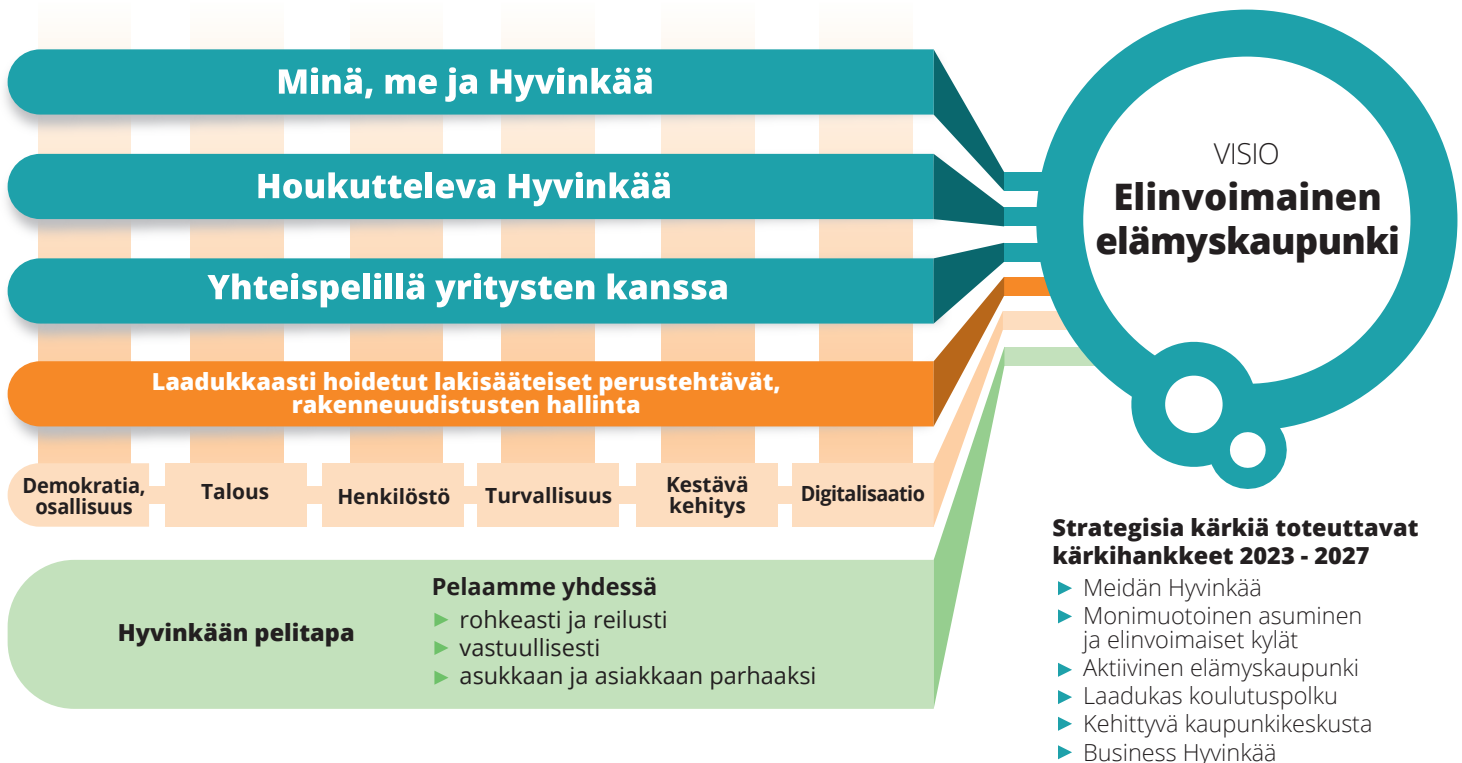 Minä, me ja Hyvinkää
Houkutteleva Hyvinkää
Yhteispelillä yritysten kanssa
Laadukkaasti hoidetut lakisääteiset perustehtävät,
rakenneuudistusten hallinta
Demokratia,
osallisuus
Talous
Henkilöstö
Turvallisuus
Kestävä
kehitys
Digitalisaatio
Hyvinkään pelitapa
Pelaamme yhdessä
► rohkeasti ja reilusti
► vastuullisesti
► asukkaan ja asiakkaan parhaaksi
VISIO
Elinvoimainen
elämyskaupunki
Strategisia kärkiä toteuttavat
kärkihankkeet 2023 - 2027
► Meidän Hyvinkää
► Monimuotoinen asuminen
ja elinvoimaiset kylät
► Aktiivinen elämyskaupunki
► Laadukas koulutuspolku
► Kehittyvä kaupunkikeskusta
► Business Hyvinkää